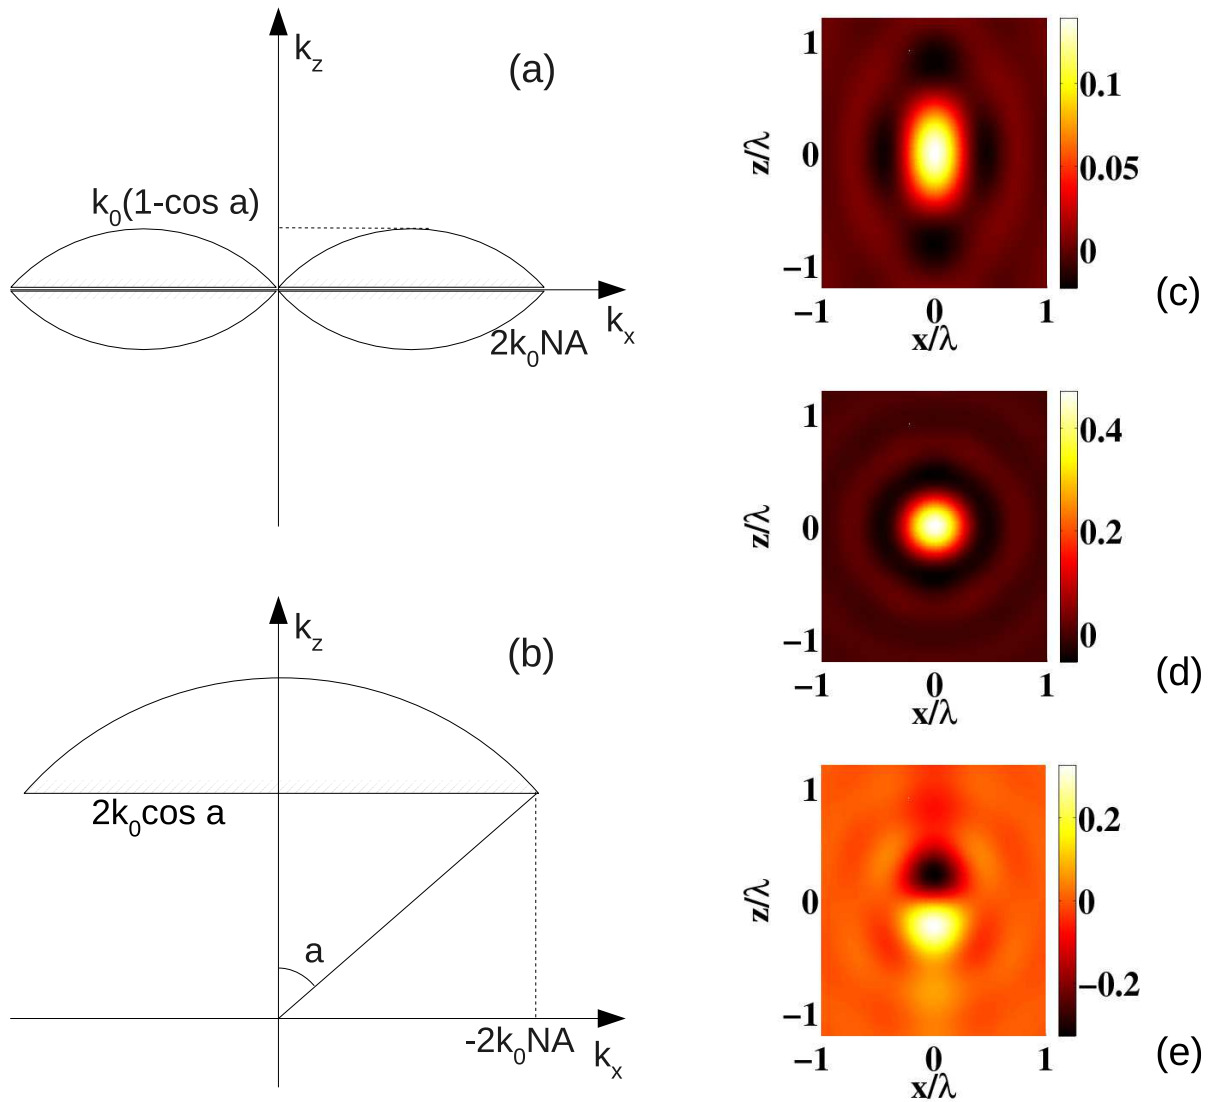 k_z
(a)
k_0(1-cos a)
k_x
2k_0NA
k_z
(b)
2k_0cos a
a
-2k_0NA
k_x
1
0
−1
z/λ
−1
0
1
x/λ
0.1
0.05
0
(c)
1
0
−1
z/λ
−1
0
1
x/λ
0.4
0.2
0
(d)
1
0
−1
z/λ
−1
0
1
x/λ
0.2
0
−0.2
(e)